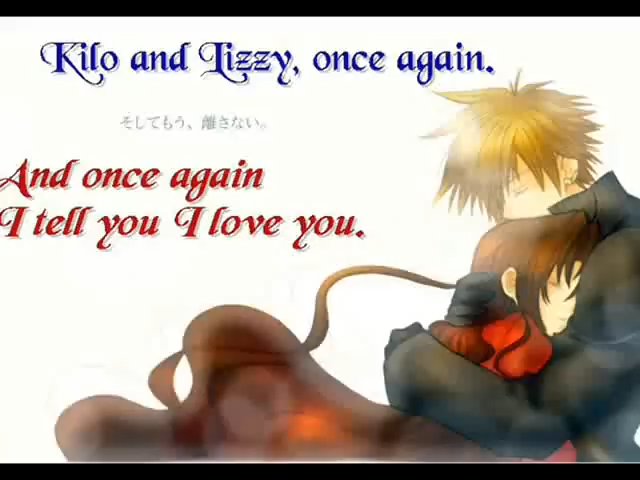 Kilo and Lizzy, once again.
そしてもう、離さない。
And once again
I tell you I love you.